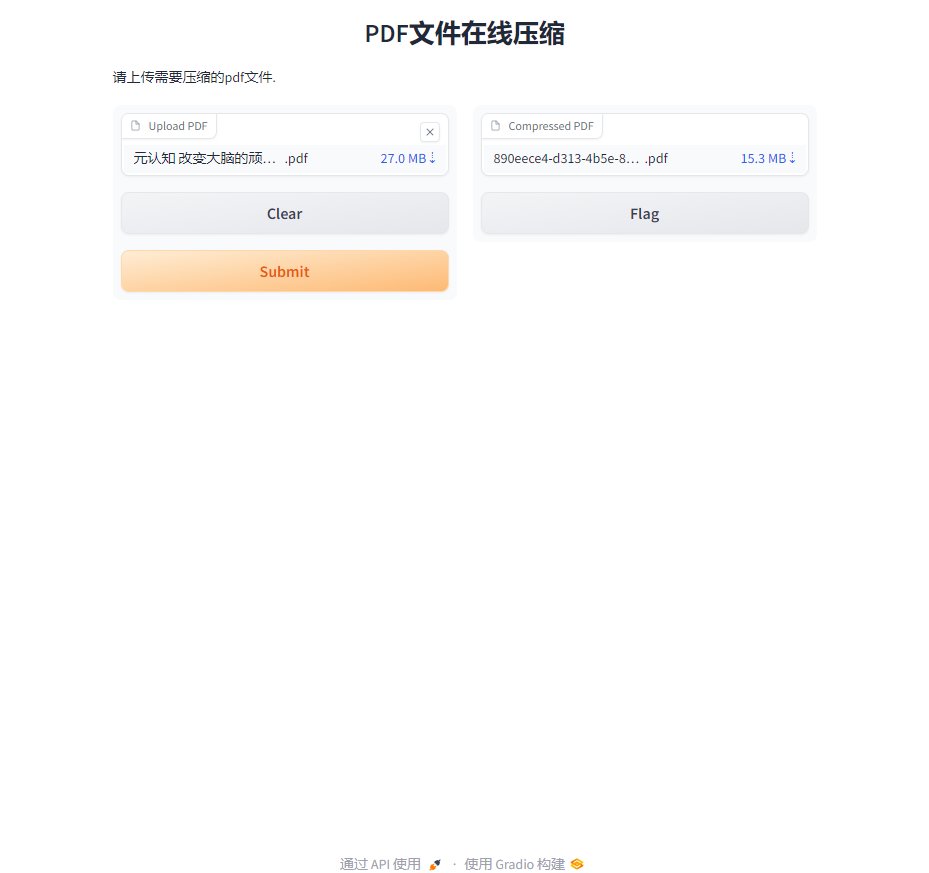 PDF文件在线压缩
请上传需要压缩的pdf文件.
Upload PDF
元认知 改变大脑的顽… .pdf 27.0 MB⇣
Clear
Submit
Compressed PDF
890eece4-d313-4b5e-8… .pdf 15.3 MB⇣
Flag
通过 API 使用 · 使用 Gradio 构建